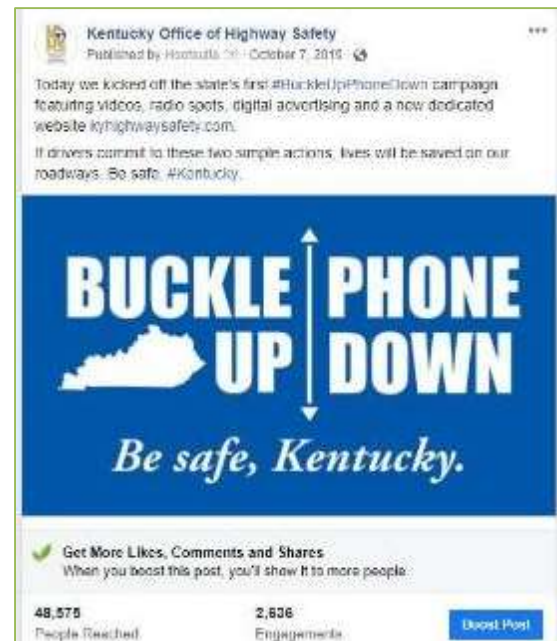 Kentucky Office of Highway Safety
Published by Hootsuite · October 7, 2019
Today we kicked off the state's first #BuckleUpPhoneDown campaign
featuring videos, radio spots, digital advertising and a new dedicated
website kyhighwaysafety.com.
If drivers commit to these two simple actions, lives will be saved on our
roadways. Be safe, #Kentucky.
BUCKLE UP
PHONE DOWN
Be safe, Kentucky.
Get More Likes, Comments and Shares
When you boost this post, you'll show it to more people.
48,575
People Reached
2,636
Engagements
Boost Post